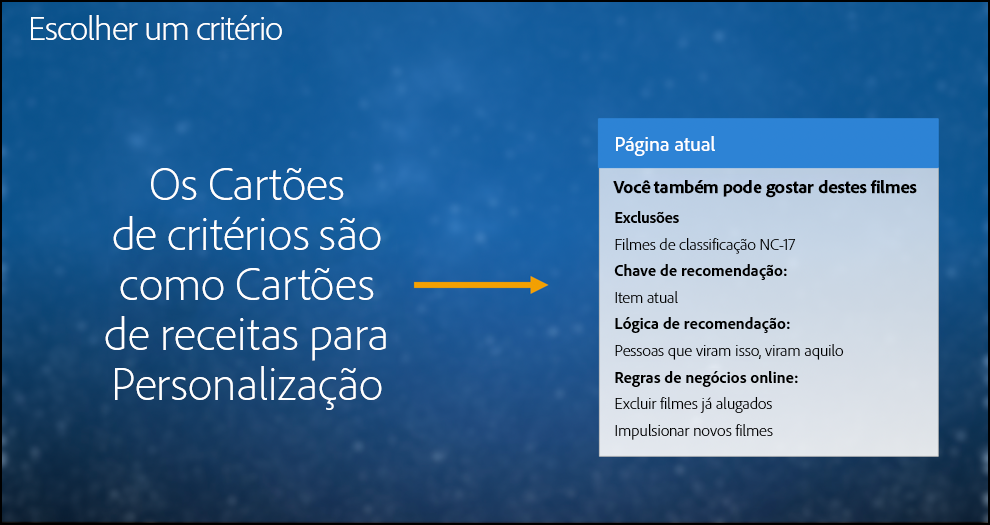 Escolher um critério
Os Cartões
de critérios são
como Cartões
de receitas para
Personalização
Página atual
Você também pode gostar destes filmes
Exclusões
Filmes de classificação NC-17
Chave de recomendação:
Item atual
Lógica de recomendação:
Pessoas que viram isso, viram aquilo
Regras de negócios online:
Excluir filmes já alugados
Impulsionar novos filmes